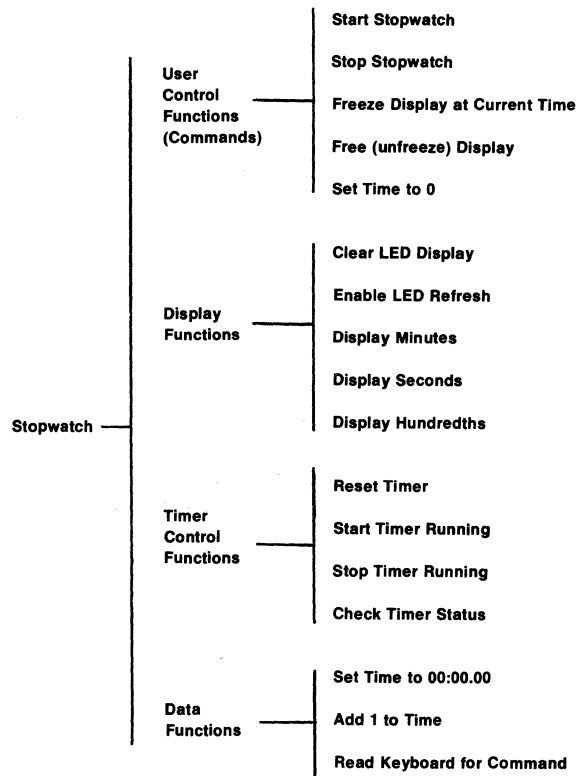 Stopwatch
User
Control
Functions
(Commands)
Start Stopwatch
Stop Stopwatch
Freeze Display at Current Time
Free (unfreeze) Display
Set Time to 0
Display
Functions
Clear LED Display
Enable LED Refresh
Display Minutes
Display Seconds
Display Hundredths
Timer
Control
Functions
Reset Timer
Start Timer Running
Stop Timer Running
Check Timer Status
Data
Functions
Set Time to 00:00.00
Add 1 to Time
Read Keyboard for Command